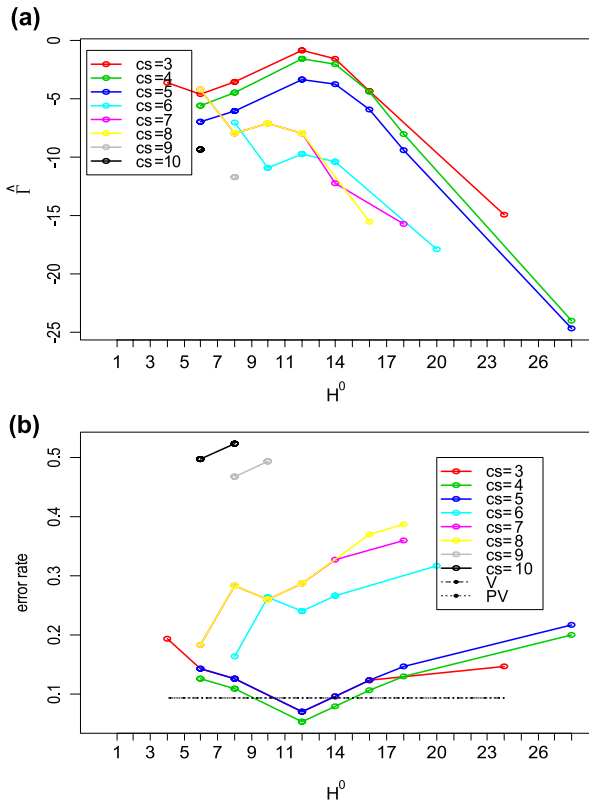 (a)
0
-5
-10
-15
-20
-25
Γ̂
cs=3
cs=4
cs=5
cs=6
cs=7
cs=8
cs=9
cs=10
1 3 5 7 9 11 14 17 20 23 26
H⁰
(b)
0.5
0.4
0.3
0.2
0.1
error rate
cs=3
cs=4
cs=5
cs=6
cs=7
cs=8
cs=9
cs=10
V
PV
1 3 5 7 9 11 14 17 20 23 26
H⁰